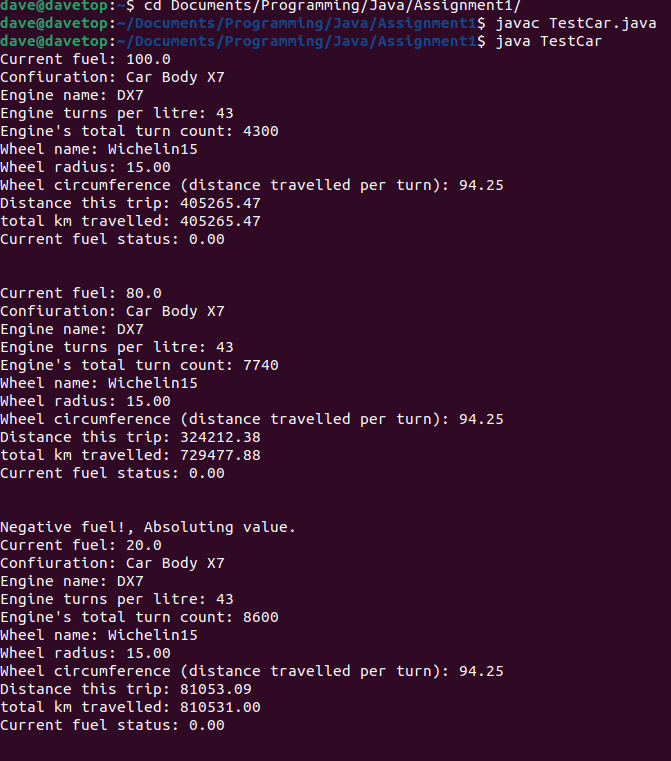 dave@davetop:~$ cd Documents/Programming/Java/Assignment1/
dave@davetop:~/Documents/Programming/Java/Assignment1$ javac TestCar.java
dave@davetop:~/Documents/Programming/Java/Assignment1$ java TestCar
Current fuel: 100.0
Confiuration: Car Body X7
Engine name: DX7
Engine turns per litre: 43
Engine's total turn count: 4300
Wheel name: Wichelin15
Wheel radius: 15.00
Wheel circumference (distance travelled per turn): 94.25
Distance this trip: 405265.47
total km travelled: 405265.47
Current fuel status: 0.00
Current fuel: 80.0
Confiuration: Car Body X7
Engine name: DX7
Engine turns per litre: 43
Engine's total turn count: 7740
Wheel name: Wichelin15
Wheel radius: 15.00
Wheel circumference (distance travelled per turn): 94.25
Distance this trip: 324212.38
total km travelled: 729477.88
Current fuel status: 0.00
Negative fuel!, Absoluting value.
Current fuel: 20.0
Confiuration: Car Body X7
Engine name: DX7
Engine turns per litre: 43
Engine's total turn count: 8600
Wheel name: Wichelin15
Wheel radius: 15.00
Wheel circumference (distance travelled per turn): 94.25
Distance this trip: 81053.09
total km travelled: 810531.00
Current fuel status: 0.00